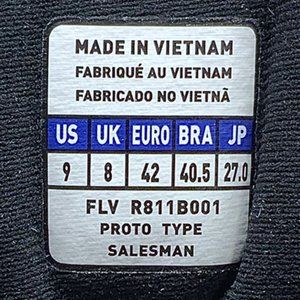 MADE IN VIETNAM
FABRIQUÉ AU VIETNAM
FABRICADO NO VIETNÃ
US UK EURO BRA JP
9 8 42 40.5 27.0
FLV R811B001
PROTO TYPE
SALESMAN